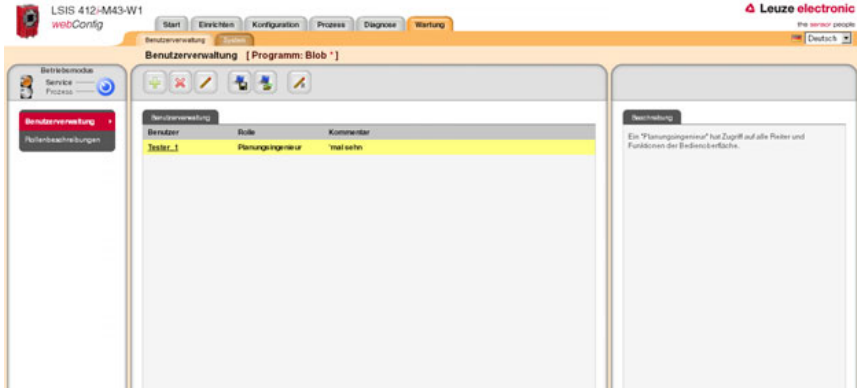 LSIS 412i-M43-W1
webConfig
Start Einrichten Konfiguration Prozess Diagnose Wartung
Leuze electronic
the sensor people
Benutzerverwaltung System
Deutsch
Benutzerverwaltung [Programm: Blob *]
Betriebsmodus
Service
Prozess
Benutzerverwaltung
Rollenbeschreibungen
Benutzerverwaltung
Benutzer Rolle Kommentar
Tester_1 Planungsingenieur 'mal sehn
Beschreibung
Ein "Planungsingenieur" hat Zugriff auf alle Reiter und
Funktionen der Bedienoberfläche.